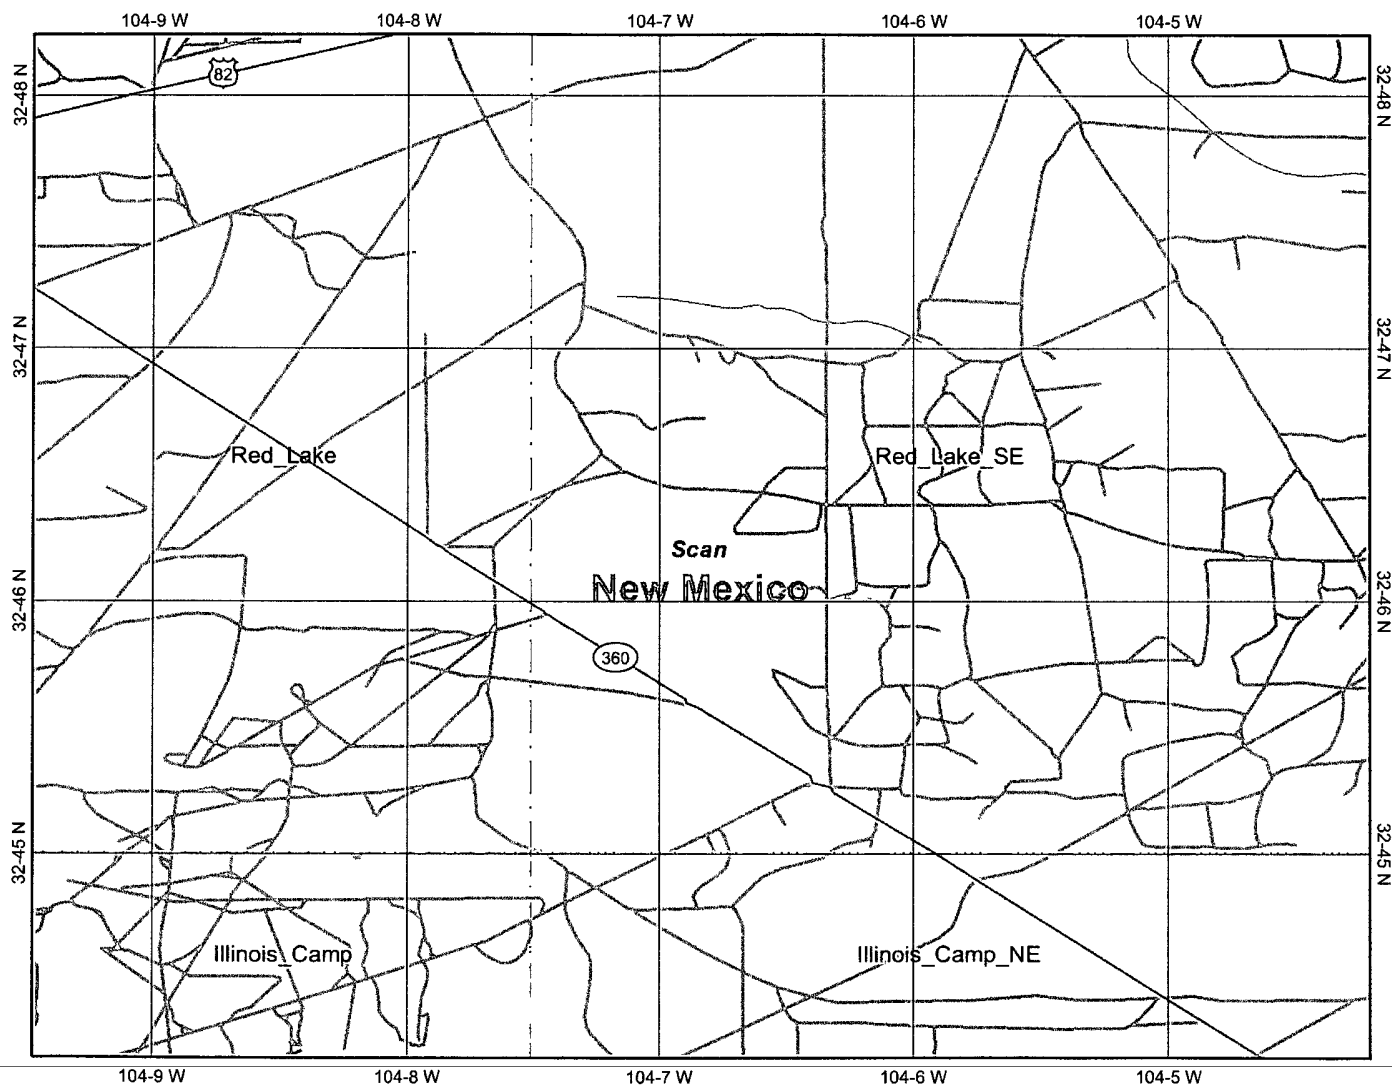 104-9 W 104-8 W 104-7 W 104-6 W 104-5 W
82
32-48 N 32-48 N
32-47 N 32-47 N
Red_Lake Red_Lake_SE
Scan
New Mexico
32-46 N 32-46 N
360
32-45 N 32-45 N
Illinois_Camp Illinois_Camp_NE
104-9 W 104-8 W 104-7 W 104-6 W 104-5 W